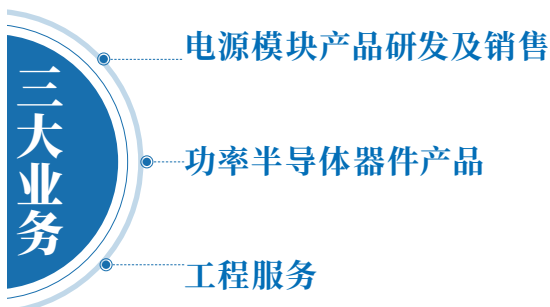 三大业务
电源模块产品研发及销售
功率半导体器件产品
工程服务